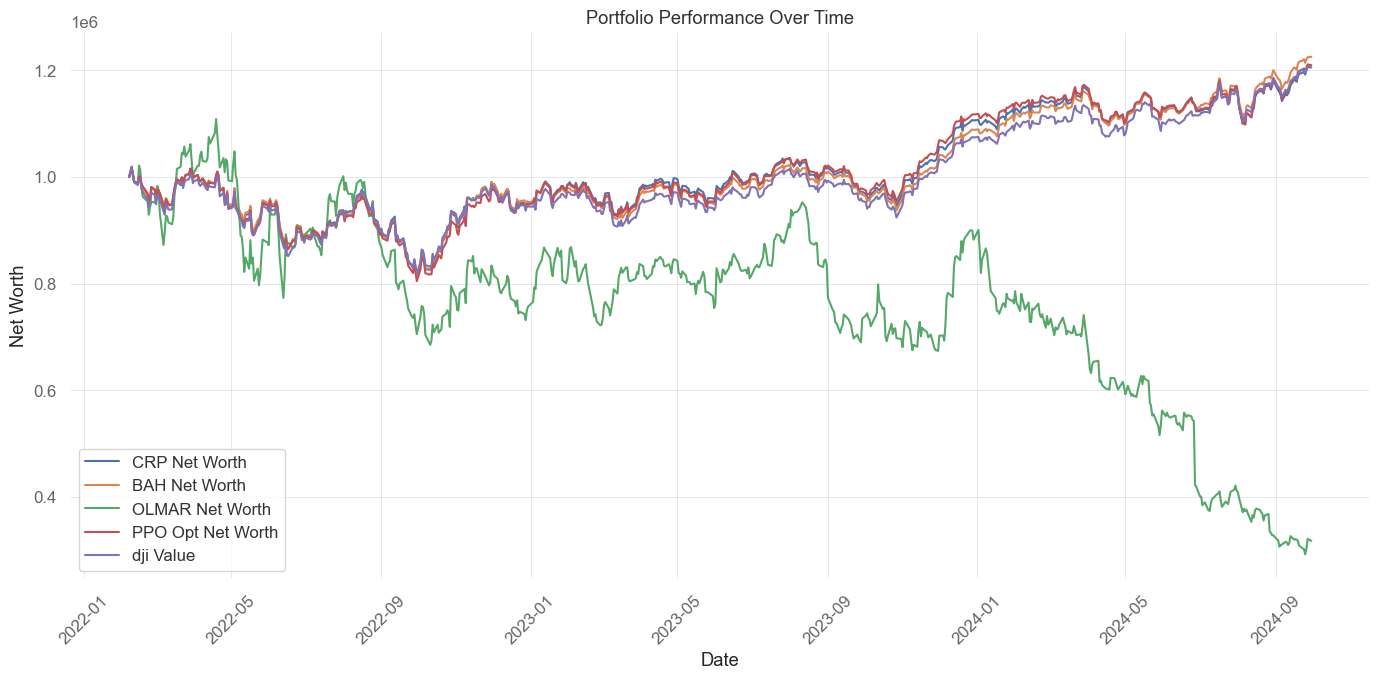 Portfolio Performance Over Time
1e6
1.2
1.0
0.8
0.6
0.4
Net Worth
CRP Net Worth
BAH Net Worth
OLMAR Net Worth
PPO Opt Net Worth
dji Value
2022-01
2022-05
2022-09
2023-01
2023-05
2023-09
2024-01
2024-05
2024-09
Date